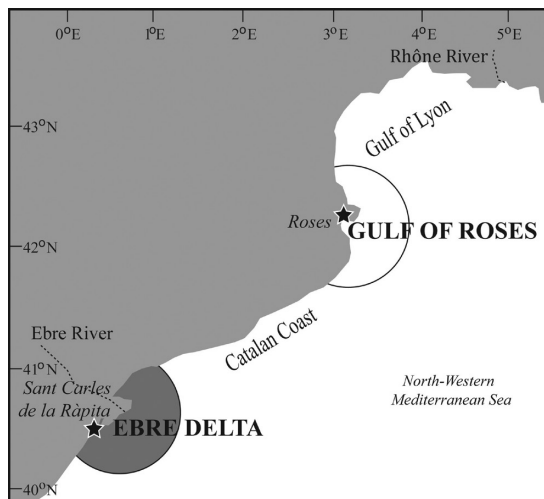 0°E
1°E
2°E
3°E
4°E
5°E
Rhône River
43°N
Gulf of Lyon
Roses
GULF OF ROSES
42°N
Ebre River
Catalan Coast
41°N
Sant Carles
de la Ràpita
North-Western
Mediterranean Sea
EBRE DELTA
40°N